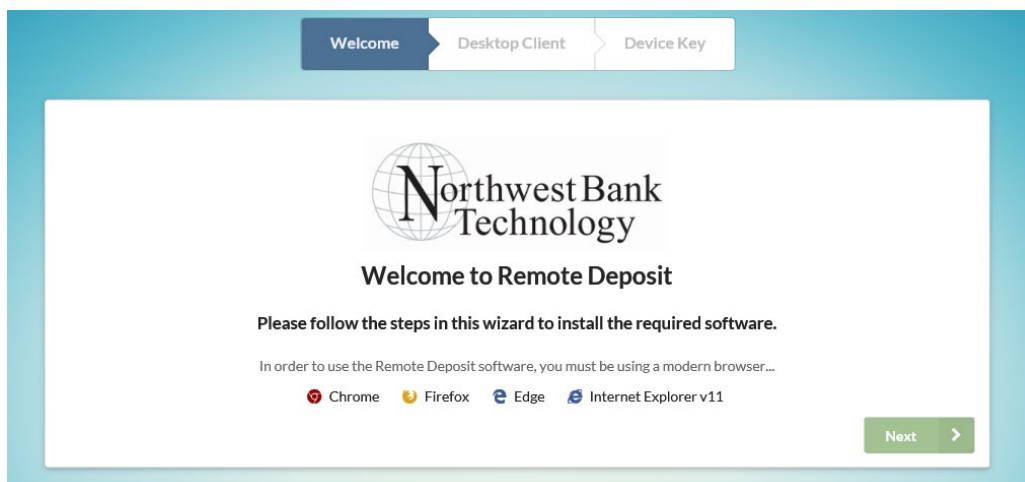 Welcome Desktop Client Device Key
Northwest Bank
Technology
Welcome to Remote Deposit
Please follow the steps in this wizard to install the required software.
In order to use the Remote Deposit software, you must be using a modern browser...
Chrome Firefox Edge Internet Explorer v11
Next